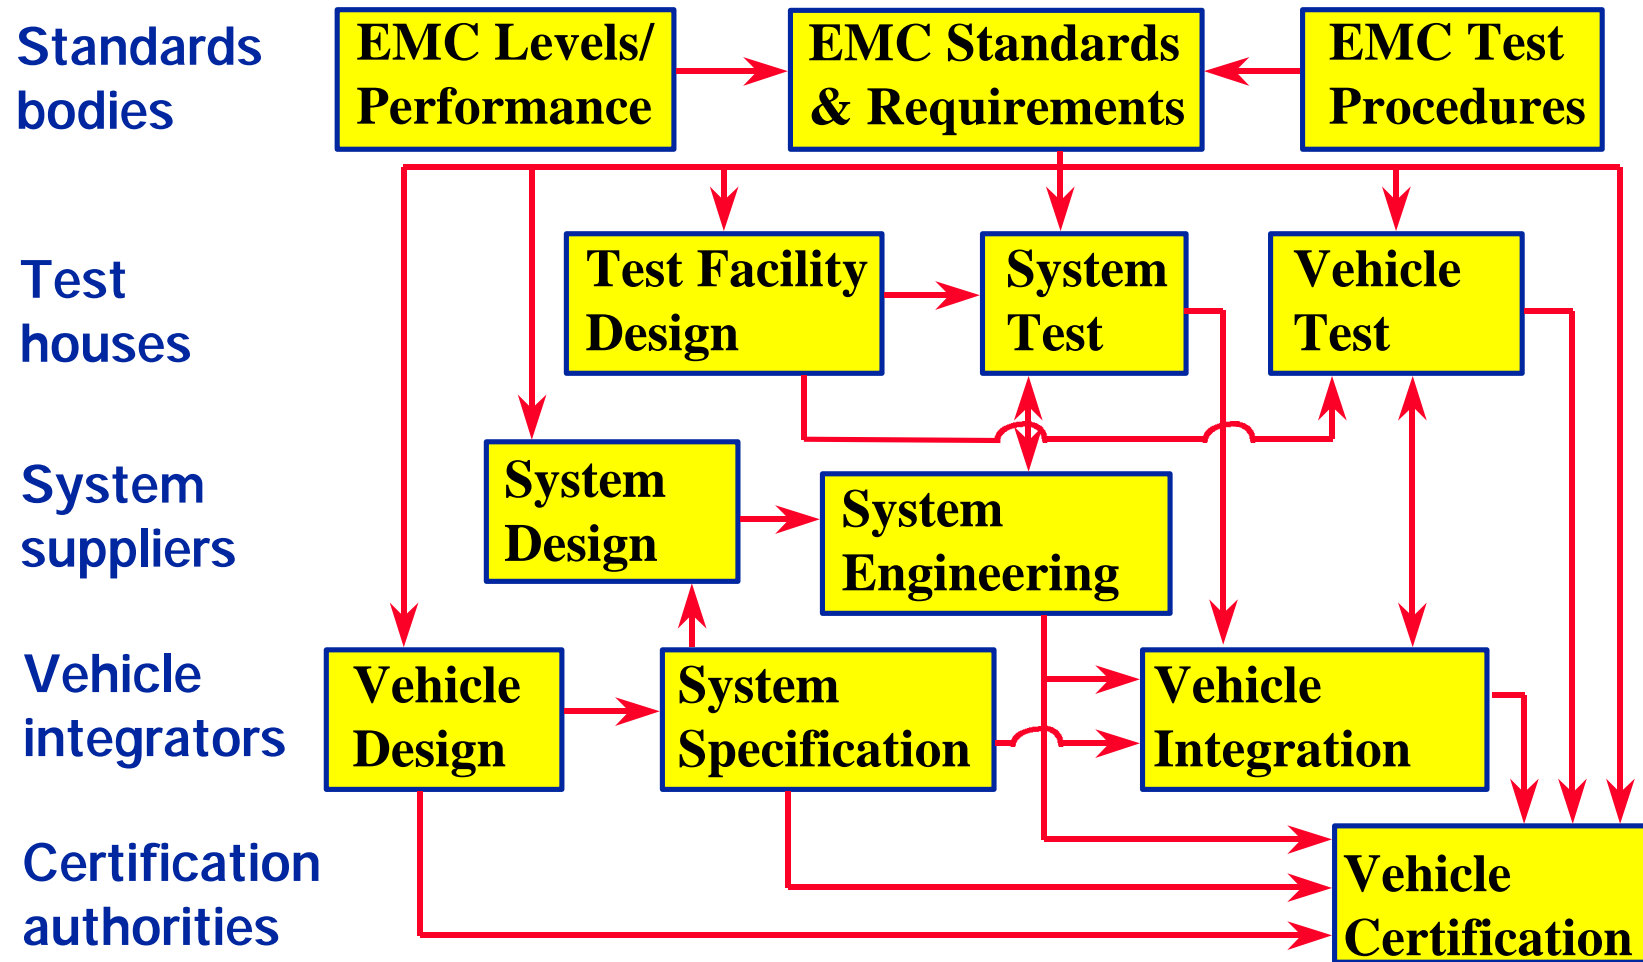 Standards
bodies
EMC Levels/
Performance
EMC Standards
& Requirements
EMC Test
Procedures
Test
houses
Test Facility
Design
System
Test
Vehicle
Test
System
suppliers
System
Design
System
Engineering
Vehicle
integrators
Vehicle
Design
System
Specification
Vehicle
Integration
Certification
authorities
Vehicle
Certification